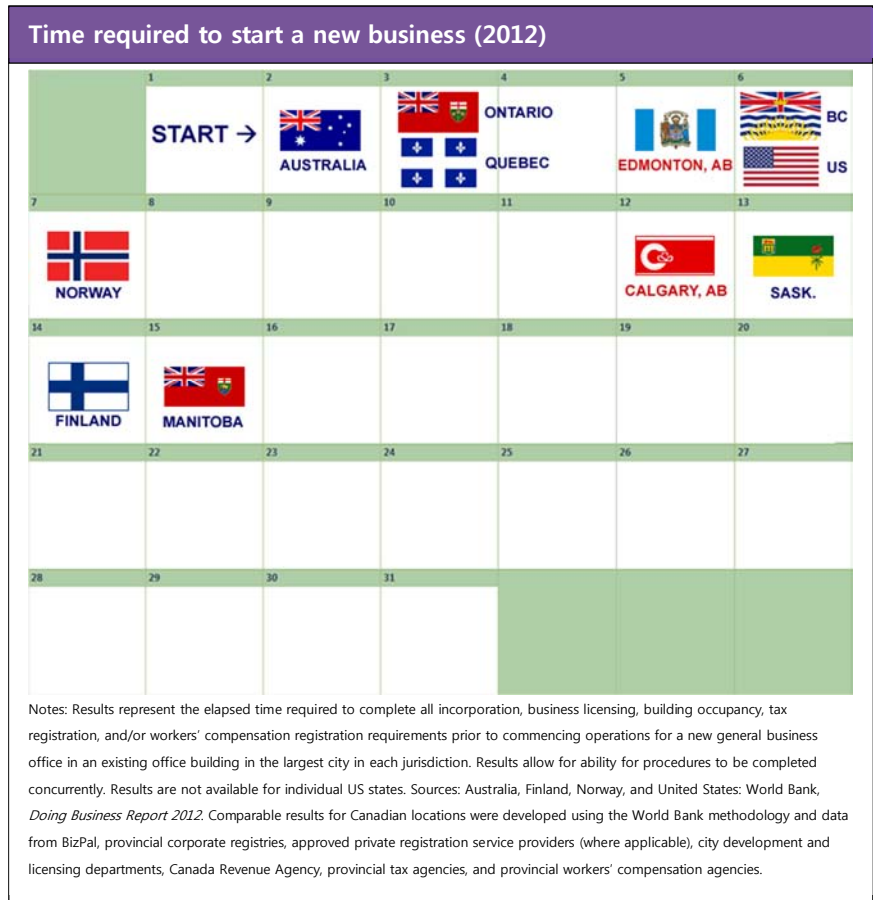 Time required to start a new business (2012)
1 2 3 4 5 6
START →
AUSTRALIA
ONTARIO
QUEBEC
EDMONTON, AB
BC
US
7 8 9 10 11 12 13
NORWAY
CALGARY, AB
SASK.
14 15 16 17 18 19 20
FINLAND
MANITOBA
21 22 23 24 25 26 27
28 29 30 31
Notes: Results represent the elapsed time required to complete all incorporation, business licensing, building occupancy, tax
registration, and/or workers' compensation registration requirements prior to commencing operations for a new general business
office in an existing office building in the largest city in each jurisdiction. Results allow for ability for procedures to be completed
concurrently. Results are not available for individual US states. Sources: Australia, Finland, Norway, and United States: World Bank,
Doing Business Report 2012. Comparable results for Canadian locations were developed using the World Bank methodology and data
from BizPal, provincial corporate registries, approved private registration service providers (where applicable), city development and
licensing departments, Canada Revenue Agency, provincial tax agencies, and provincial workers' compensation agencies.